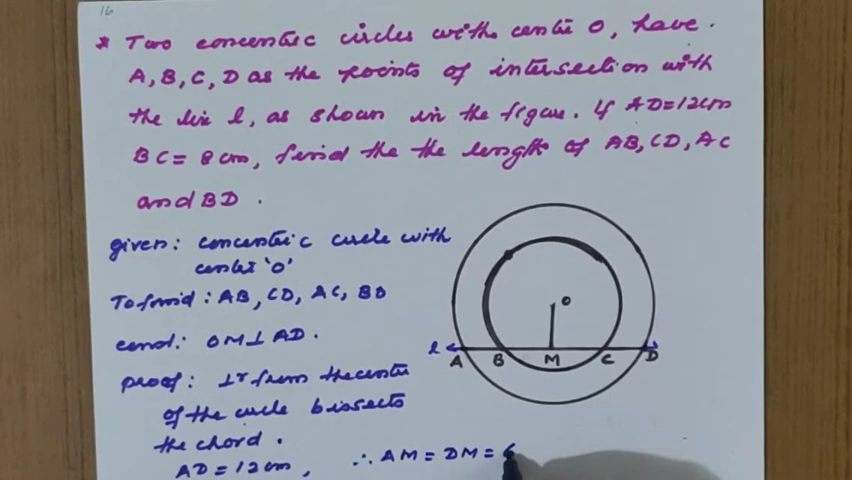 16
* Two concentric circles with centre O, have
A, B, C, D as the points of intersection with
the line l, as shown in the figure. If AD=12cm
BC = 8cm, find the the length of AB, CD, AC
and BD.
given: concentric circle with
centre 'O'
To find: AB, CD, AC, BD
const: OM⊥AD.
proof: ⊥r from the centre
of the circle bissects
the chord.
AD = 12cm, ∴ AM = DM = 6
O
l A B M C D